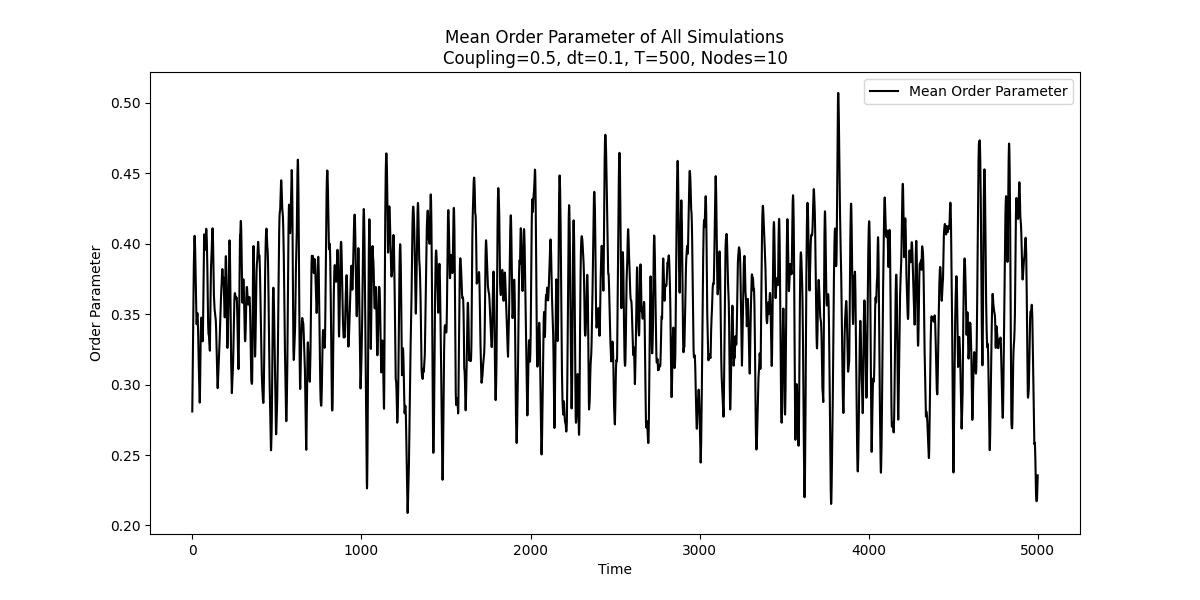 Mean Order Parameter of All Simulations
Coupling=0.5, dt=0.1, T=500, Nodes=10
Mean Order Parameter
0.50
0.45
0.40
0.35
0.30
0.25
0.20
Order Parameter
0 1000 2000 3000 4000 5000
Time